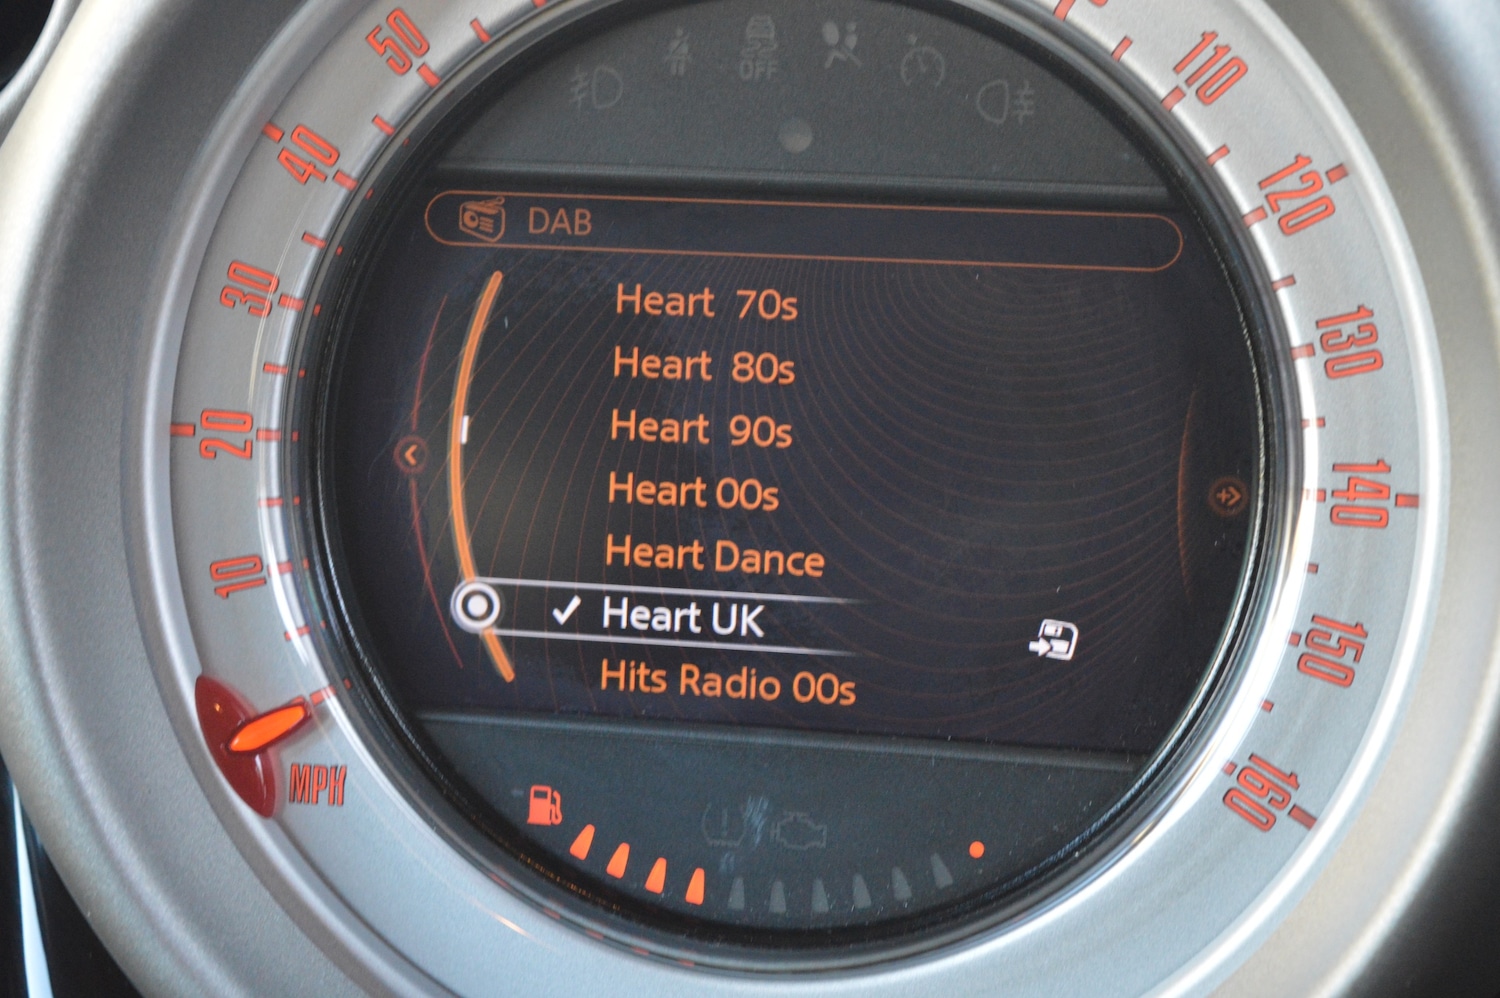 50
40
30
20
10
MPH
OFF
110
120
130
140
150
160
DAB
Heart 70s
Heart 80s
Heart 90s
Heart 00s
Heart Dance
Heart UK
Hits Radio 00s